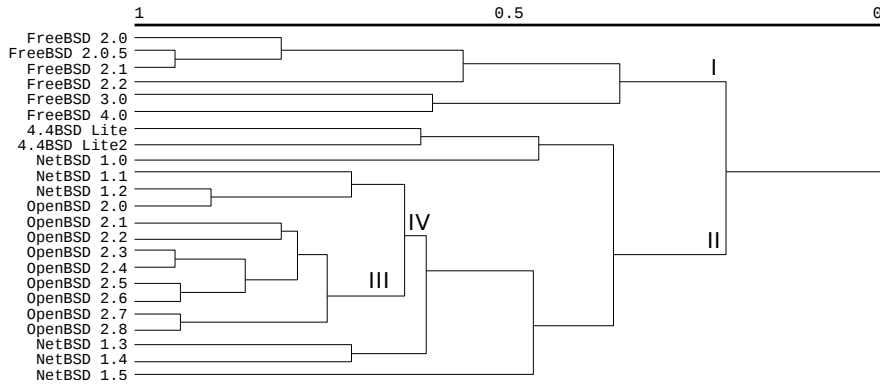 1 0.5 0
FreeBSD 2.0
FreeBSD 2.0.5
FreeBSD 2.1
FreeBSD 2.2
FreeBSD 3.0
FreeBSD 4.0
4.4BSD Lite
4.4BSD Lite2
NetBSD 1.0
NetBSD 1.1
NetBSD 1.2
OpenBSD 2.0
OpenBSD 2.1
OpenBSD 2.2
OpenBSD 2.3
OpenBSD 2.4
OpenBSD 2.5
OpenBSD 2.6
OpenBSD 2.7
OpenBSD 2.8
NetBSD 1.3
NetBSD 1.4
NetBSD 1.5
I
IV
II
III